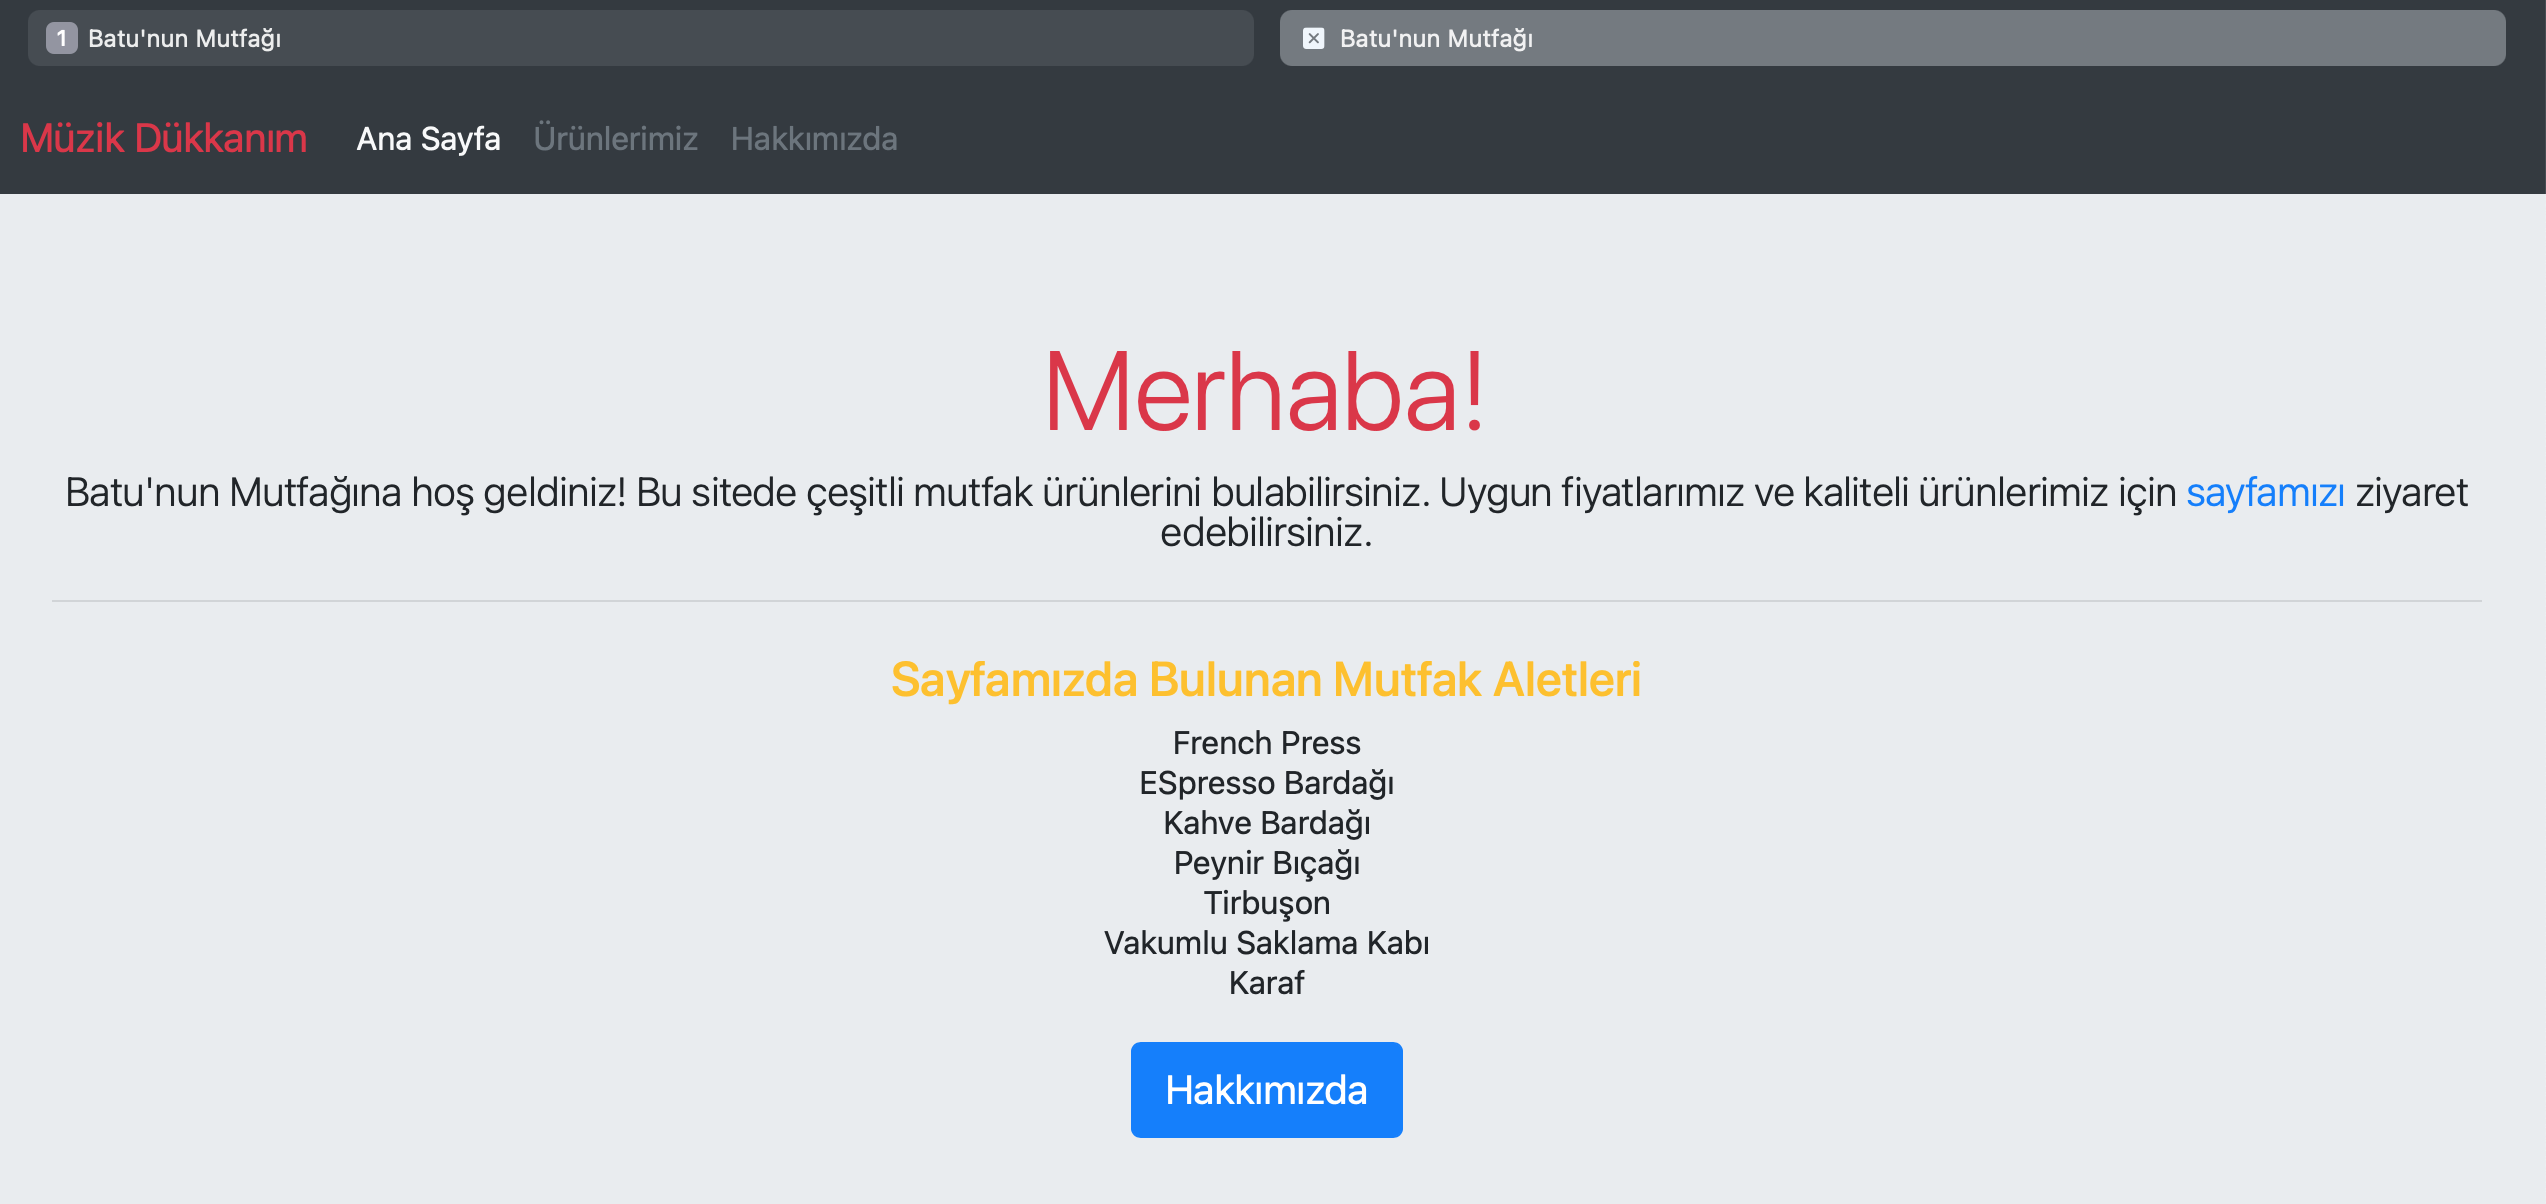 1 Batu'nun Mutfağı
Batu'nun Mutfağı
Müzik Dükkanım Ana Sayfa Ürünlerimiz Hakkımızda
Merhaba!
Batu'nun Mutfağına hoş geldiniz! Bu sitede çeşitli mutfak ürünlerini bulabilirsiniz. Uygun fiyatlarımız ve kaliteli ürünlerimiz için sayfamızı ziyaret
edebilirsiniz.
Sayfamızda Bulunan Mutfak Aletleri
French Press
ESpresso Bardağı
Kahve Bardağı
Peynir Bıçağı
Tirbuşon
Vakumlu Saklama Kabı
Karaf
Hakkımızda